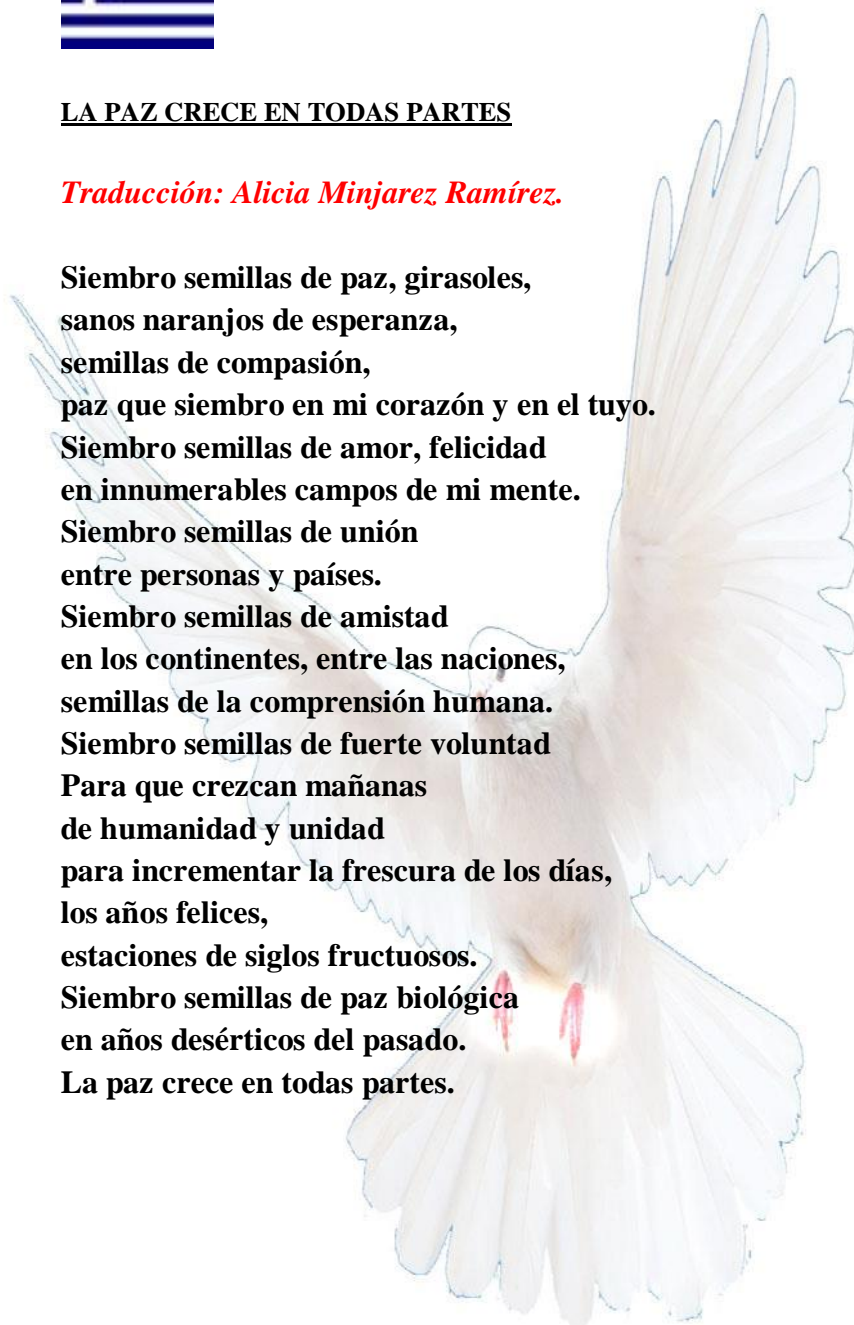 LA PAZ CRECE EN TODAS PARTES
Traducción: Alicia Minjarez Ramírez.
Siembro semillas de paz, girasoles,
sanos naranjos de esperanza,
semillas de compasión,
paz que siembro en mi corazón y en el tuyo.
Siembro semillas de amor, felicidad
en innumerables campos de mi mente.
Siembro semillas de unión
entre personas y países.
Siembro semillas de amistad
en los continentes, entre las naciones,
semillas de la comprensión humana.
Siembro semillas de fuerte voluntad
Para que crezcan mañanas
de humanidad y unidad
para incrementar la frescura de los días,
los años felices,
estaciones de siglos fructuosos.
Siembro semillas de paz biológica
en años desérticos del pasado.
La paz crece en todas partes.